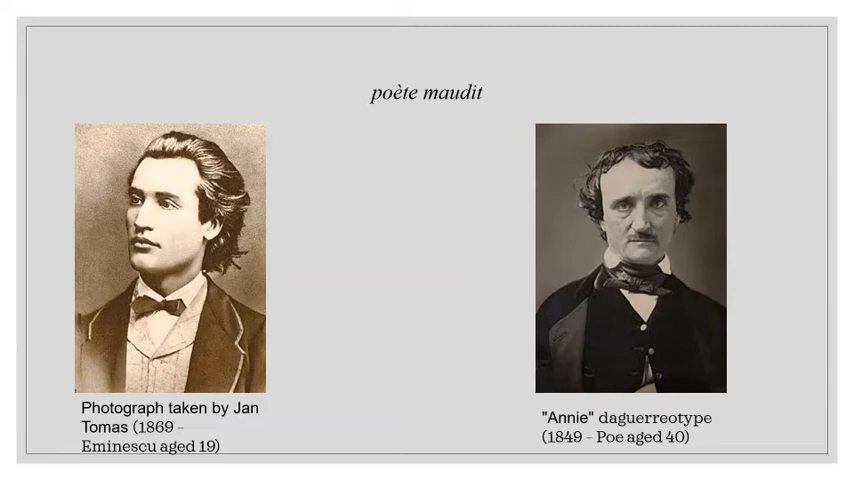 poète maudit
Photograph taken by Jan
Tomas (1869 –
Eminescu aged 19)
"Annie" daguerreotype
(1849 - Poe aged 40)